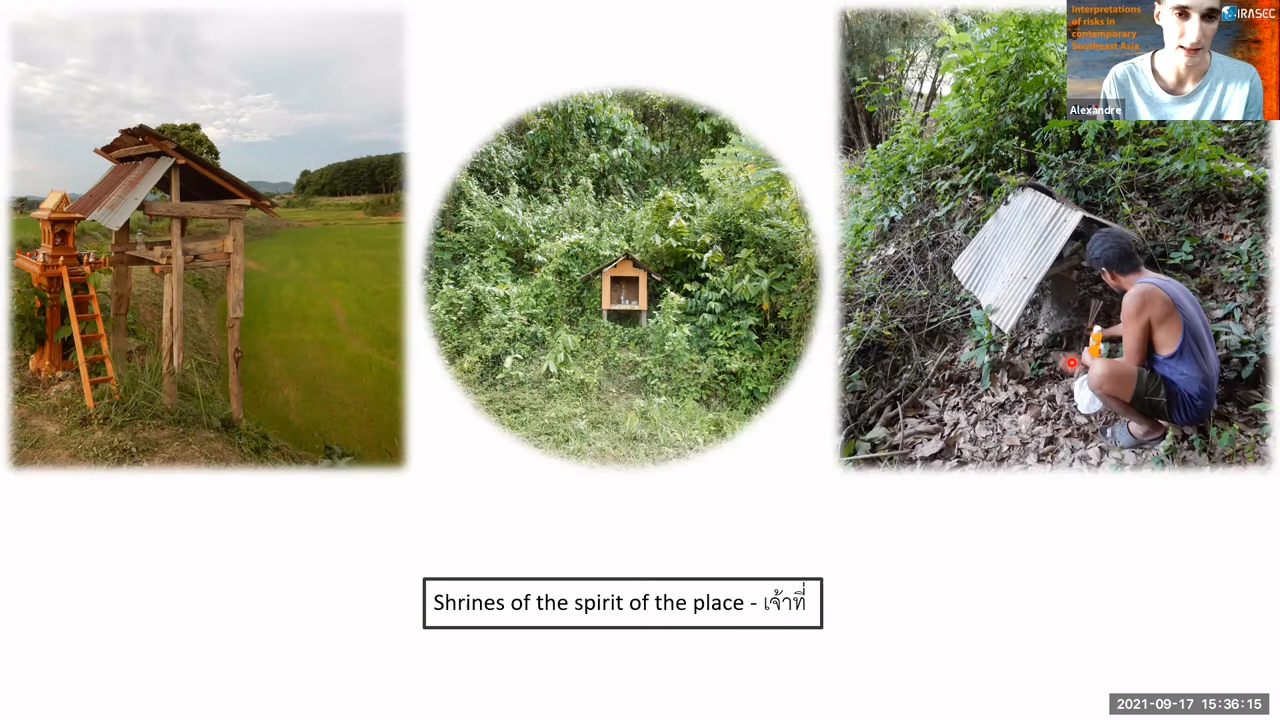 Interpretations
of risks in
contemporary
Southeast Asia
IRASEC
Alexandre
Shrines of the spirit of the place - เจ้าที่
2021-09-17 15:36:15